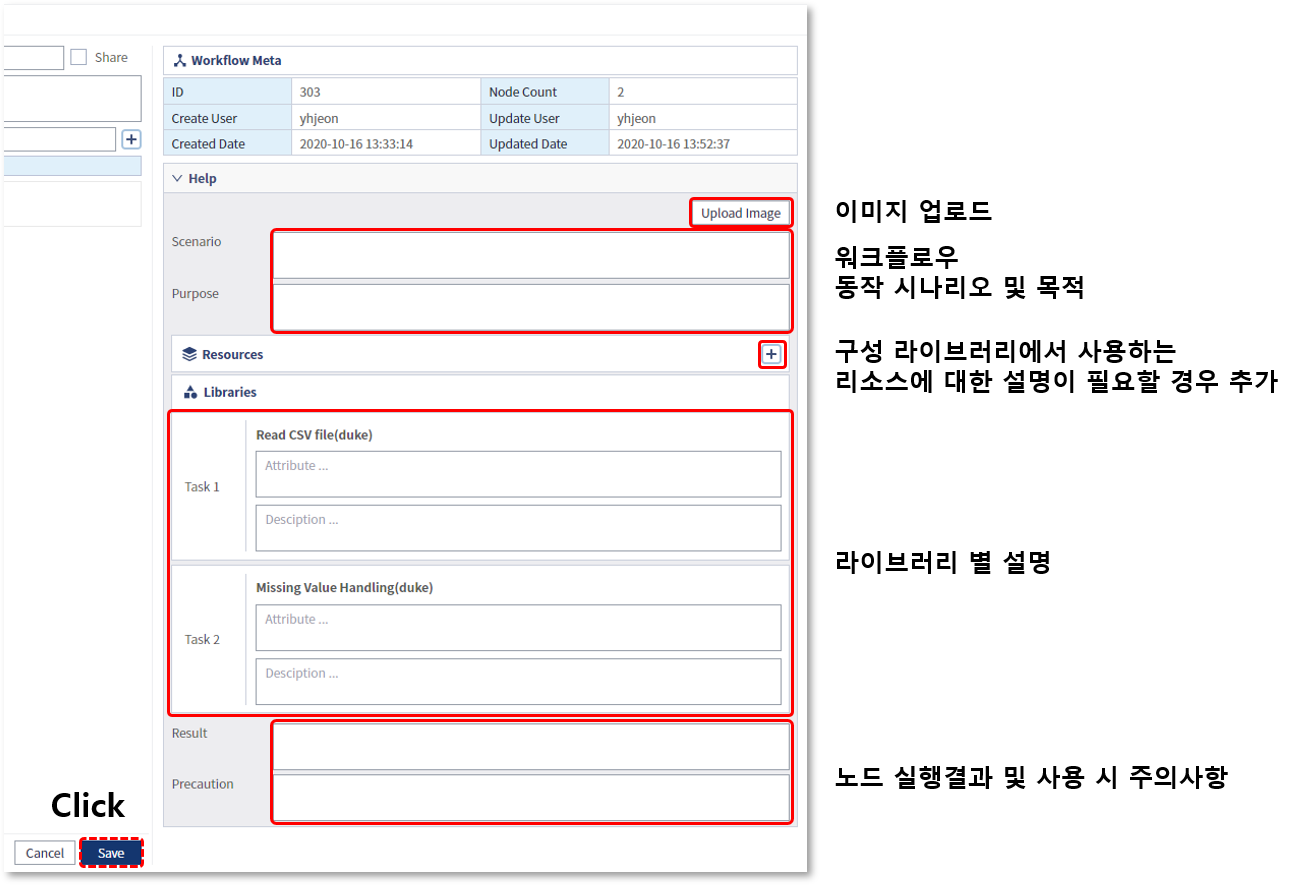 Share
Workflow Meta
ID 303 Node Count 2
Create User yhjeon Update User yhjeon
Created Date 2020-10-16 13:33:14 Updated Date 2020-10-16 13:52:37
Help
Upload Image
이미지 업로드
Scenario
워크플로우
동작 시나리오 및 목적
Purpose
Resources
구성 라이브러리에서 사용하는
리소스에 대한 설명이 필요할 경우 추가
Libraries
Task 1
Read CSV file(duke)
Attribute ...
Desciption ...
라이브러리 별 설명
Task 2
Missing Value Handling(duke)
Attribute ...
Desciption ...
Result
Precaution
노드 실행결과 및 사용 시 주의사항
Click
Cancel Save